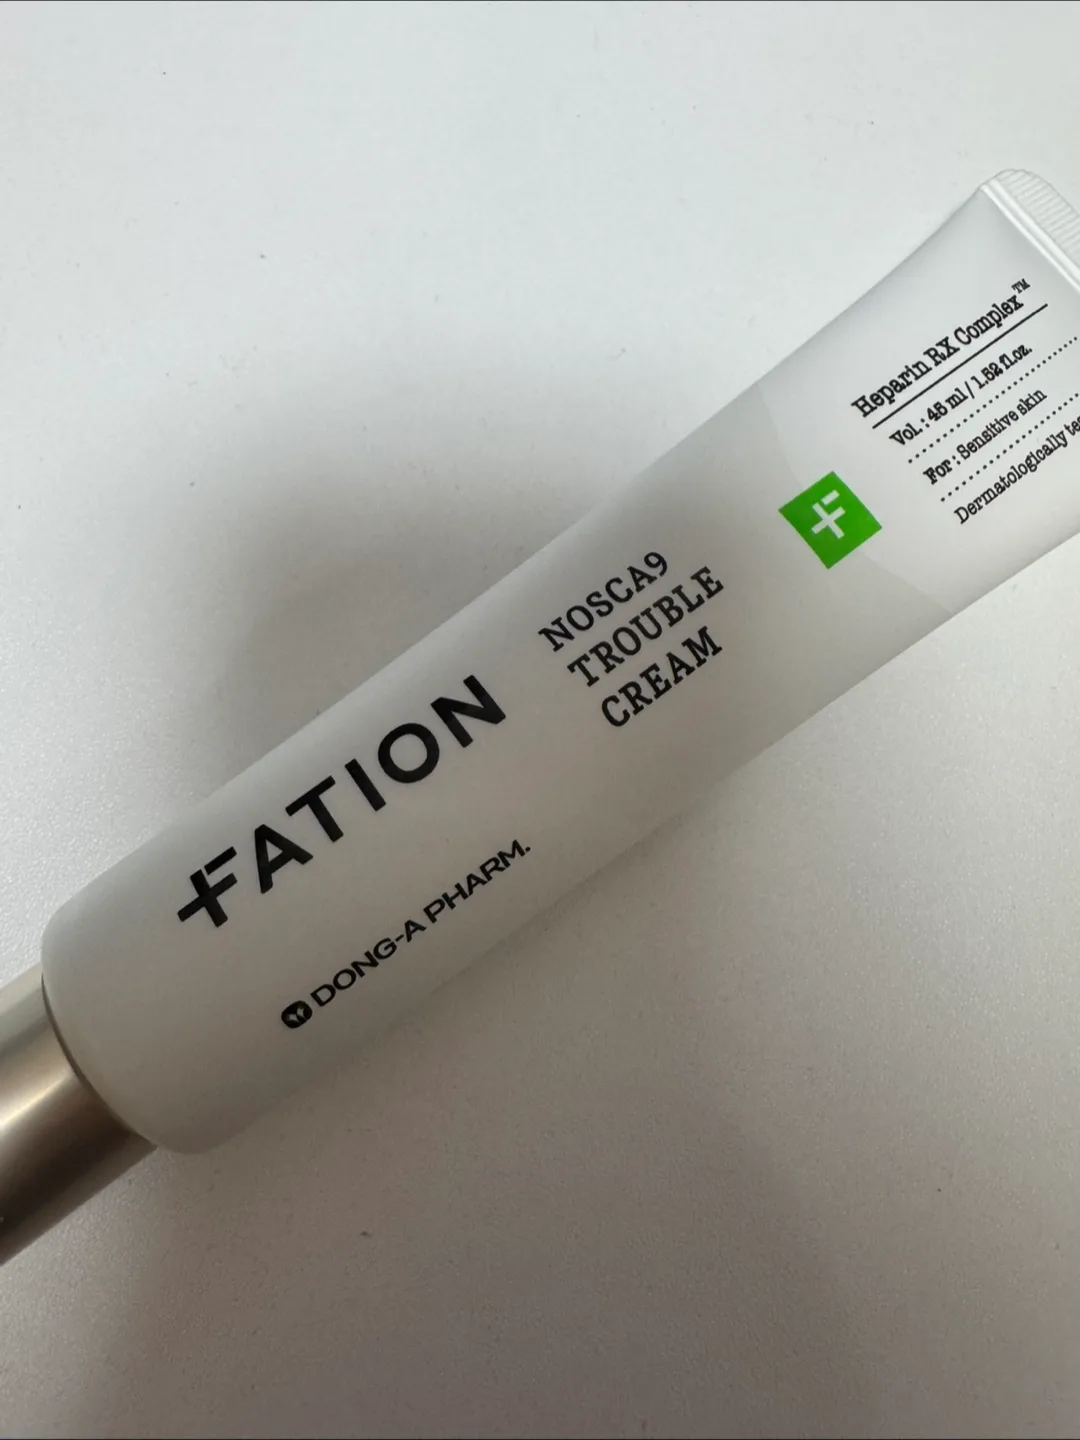 Heparin RX Complex™
Vol. : 45 ml / 1.52 fl.oz.
For : Sensitive skin
Dermatologically
NOSCA9
TROUBLE
CREAM
FATION
DONG-A PHARM.